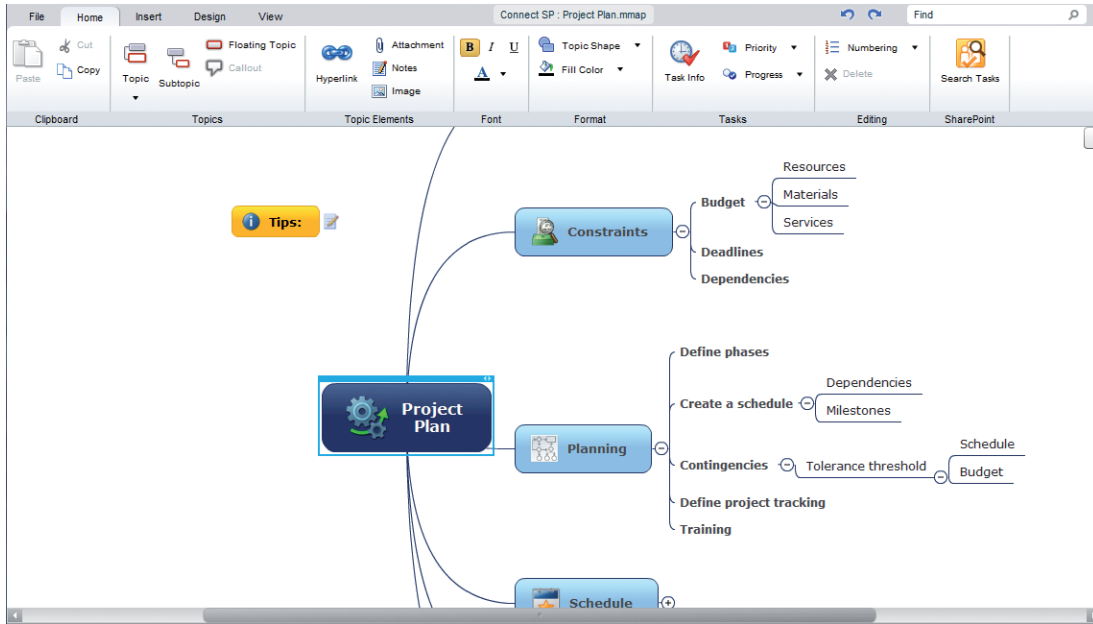 Connect SP : Project Plan.mmap
Find
File Home Insert Design View
Paste
Cut
Copy
Clipboard
Topic
Subtopic
Floating Topic
Callout
Topics
Hyperlink
Attachment
Notes
Image
Topic Elements
B I U
A
Font
Topic Shape
Fill Color
Format
Task Info
Priority
Progress
Tasks
Numbering
Delete
Editing
Search Tasks
SharePoint
Tips:
Project
Plan
Constraints
Budget
Resources
Materials
Services
Deadlines
Dependencies
Planning
Define phases
Create a schedule
Dependencies
Milestones
Contingencies
Tolerance threshold
Schedule
Budget
Define project tracking
Training
Schedule